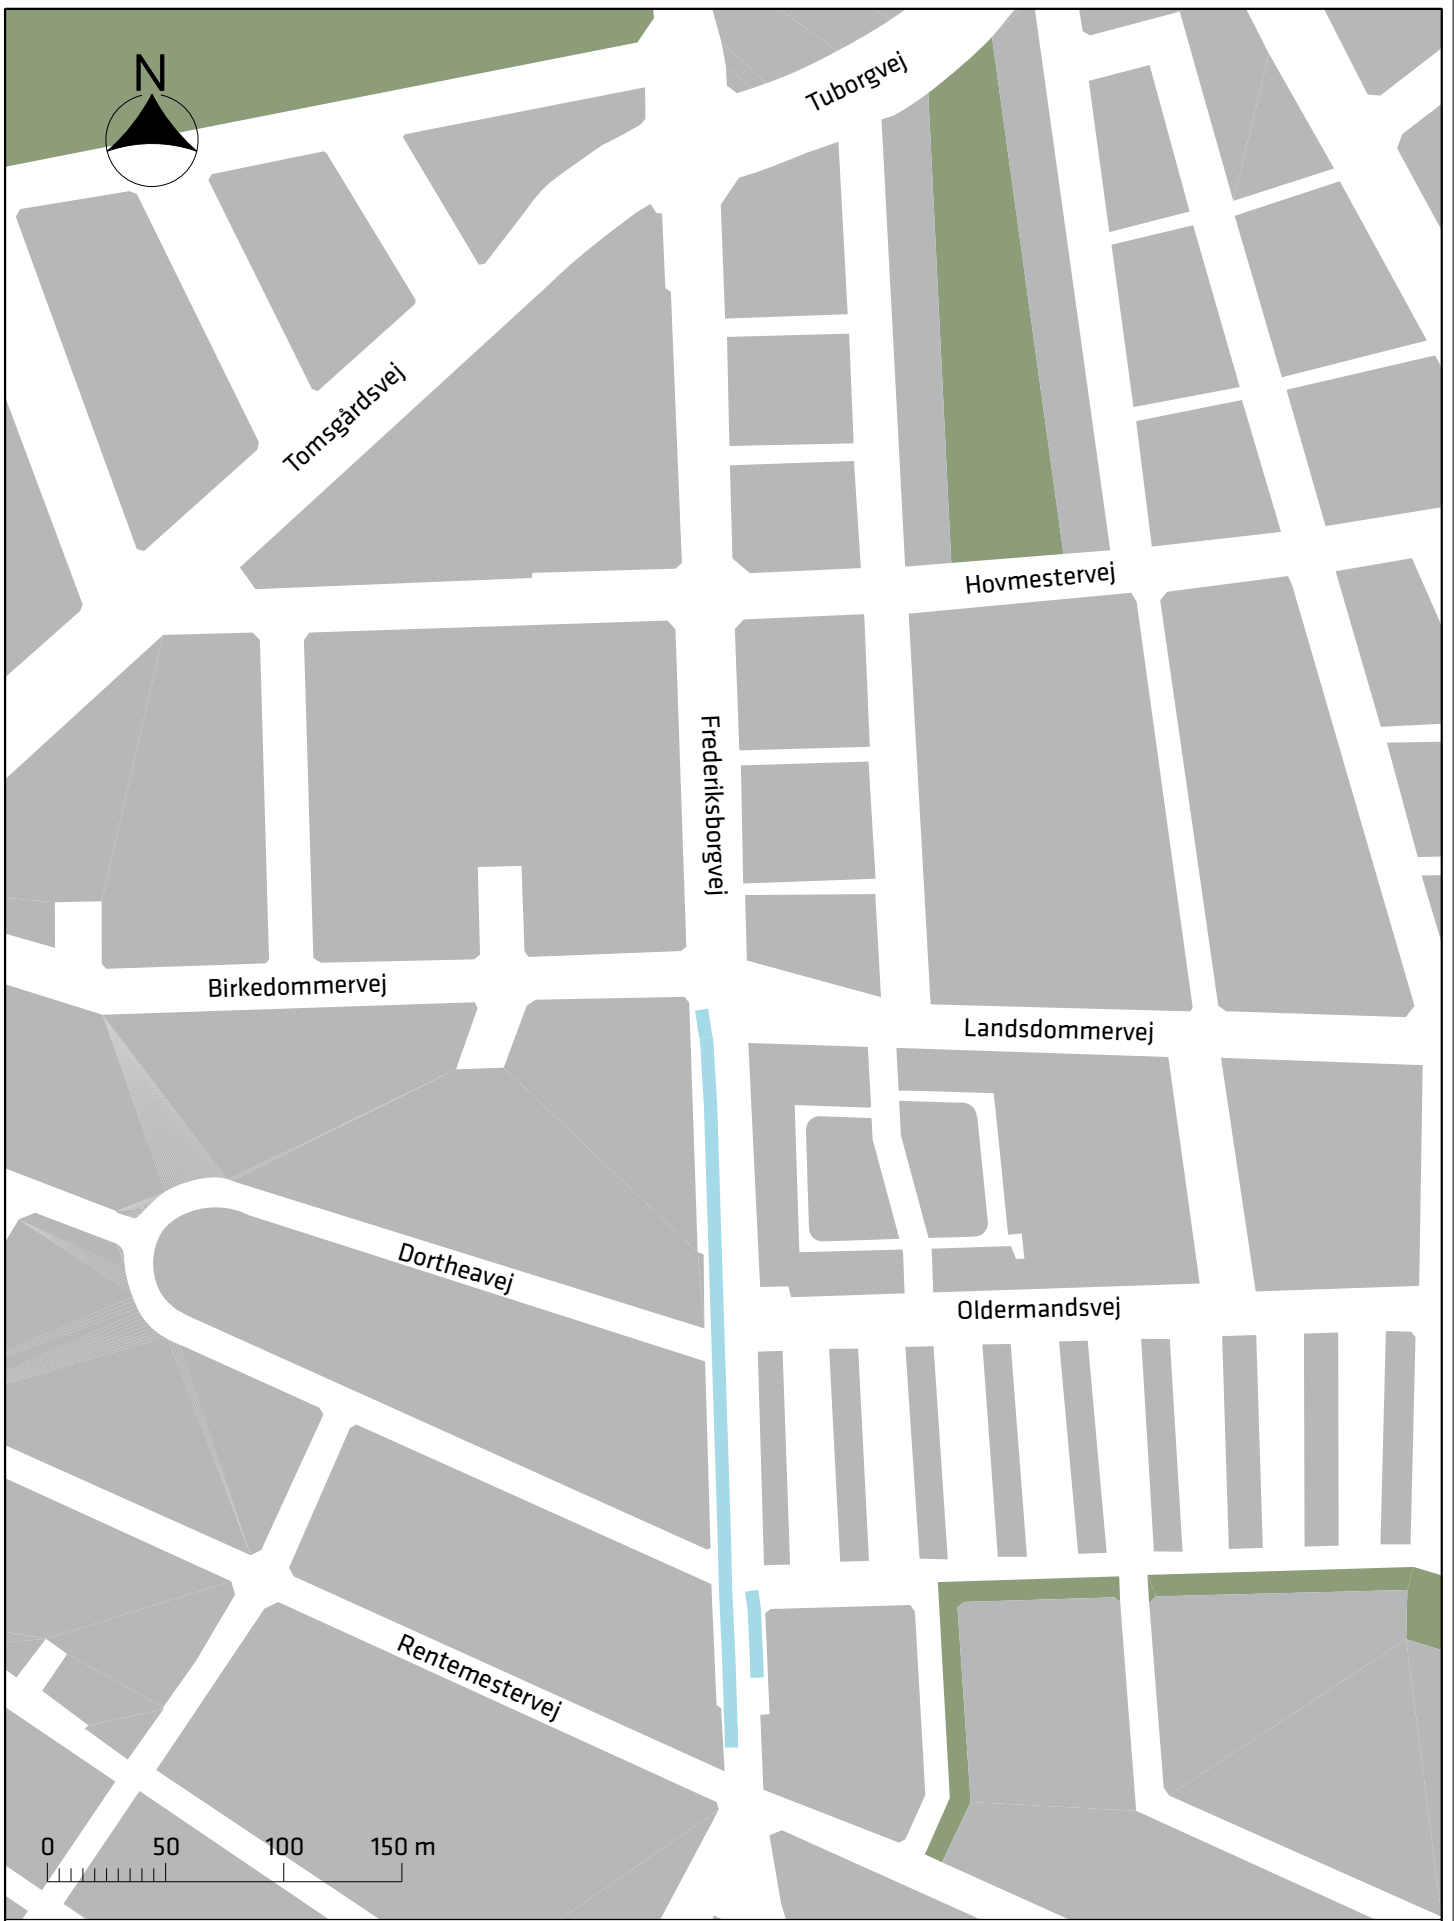 N
Tuborgvej
Tomsgårdsvej
Hovmestervej
Frederiksborgvej
Birkedommervej
Landsdommervej
Dortheavej
Oldermandsvej
Rentemestervej
0 50 100 150 m